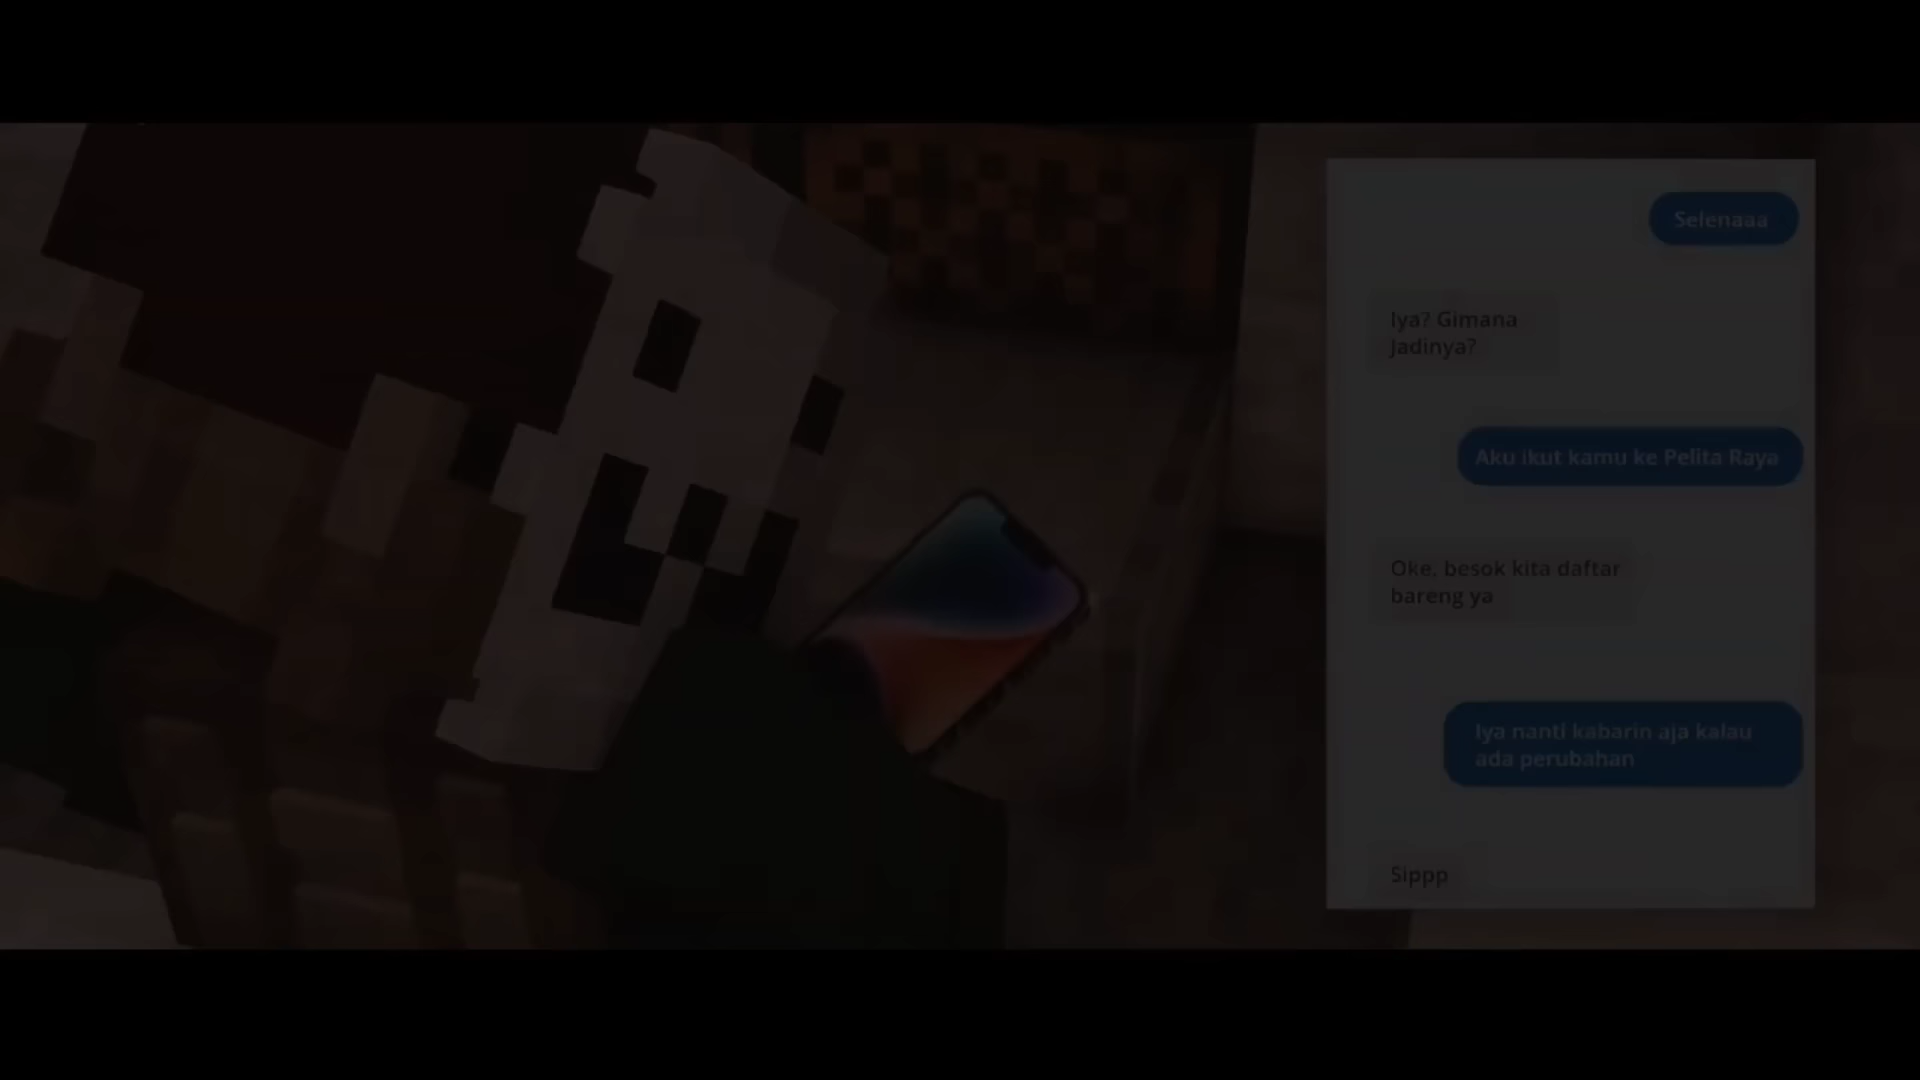 Selenaaa
Iya? Gimana
Jadinya?
Aku ikut kamu ke Pelita Raya
Oke, besok kita daftar
bareng ya
Iya nanti kabarin aja kalau
ada perubahan
Sippp